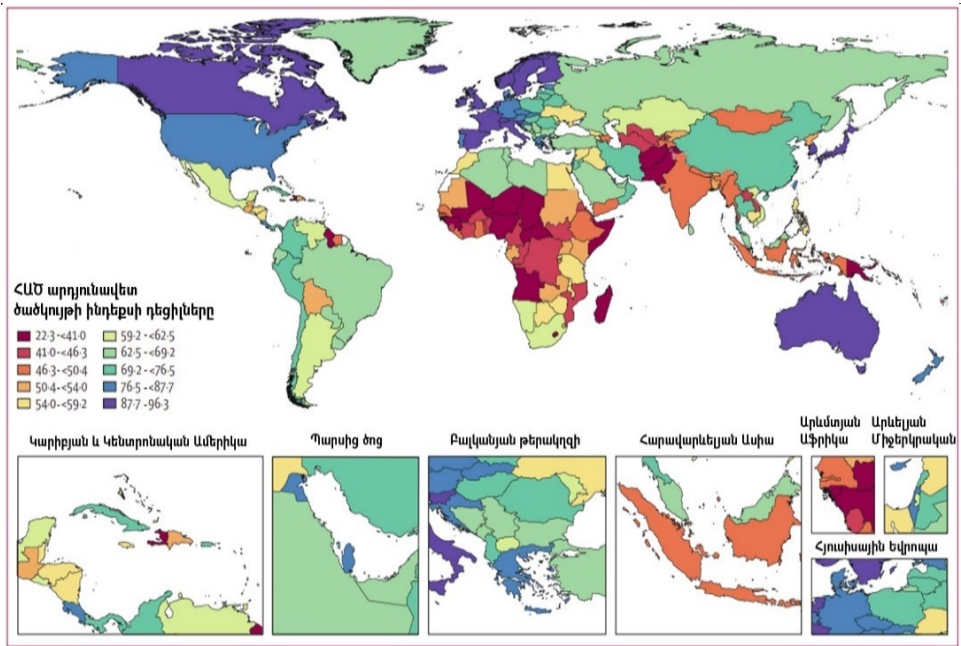 ՀԱԾ արդյունավետ
ծածկույթի ինդեքսի դեցիլները
22·3-<41·0
41·0-<46·3
46·3-<50·4
50·4-<54·0
54·0-<59·2
59·2-<62·5
62·5-<69·2
69·2-<76·5
76·5-<87·7
87·7-96·3
Կարիբյան և Կենտրոնական Ամերիկա
Պարսից ծոց
Բալկանյան թերակղզի
Հարավարևելյան Ասիա
Արևմտյան
Աֆրիկա
Արևելյան
Միջերկրական
Հյուսիսային Եվրոպա